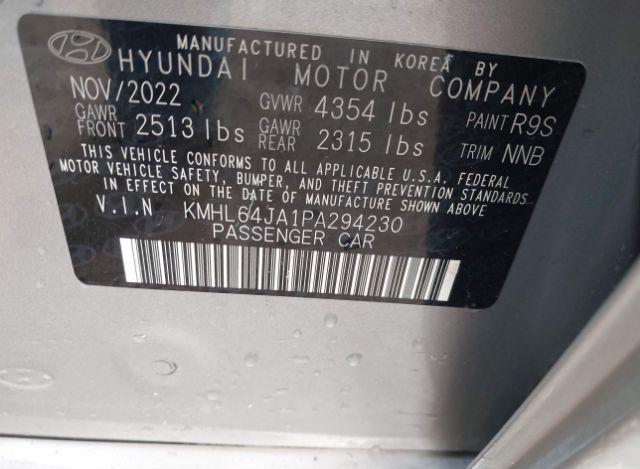 MANUFACTURED IN KOREA BY
HYUNDAI MOTOR COMPANY
NOV/2022 GVWR 4354 lbs PAINT R9S
GAWR FRONT 2513 lbs GAWR REAR 2315 lbs TRIM NNB
THIS VEHICLE CONFORMS TO ALL APPLICABLE U.S.A. FEDERAL
MOTOR VEHICLE SAFETY, BUMPER, AND THEFT PREVENTION STANDARDS
IN EFFECT ON THE DATE OF MANUFACTURE SHOWN ABOVE
V.I.N. KMHL64JA1PA294230
PASSENGER CAR